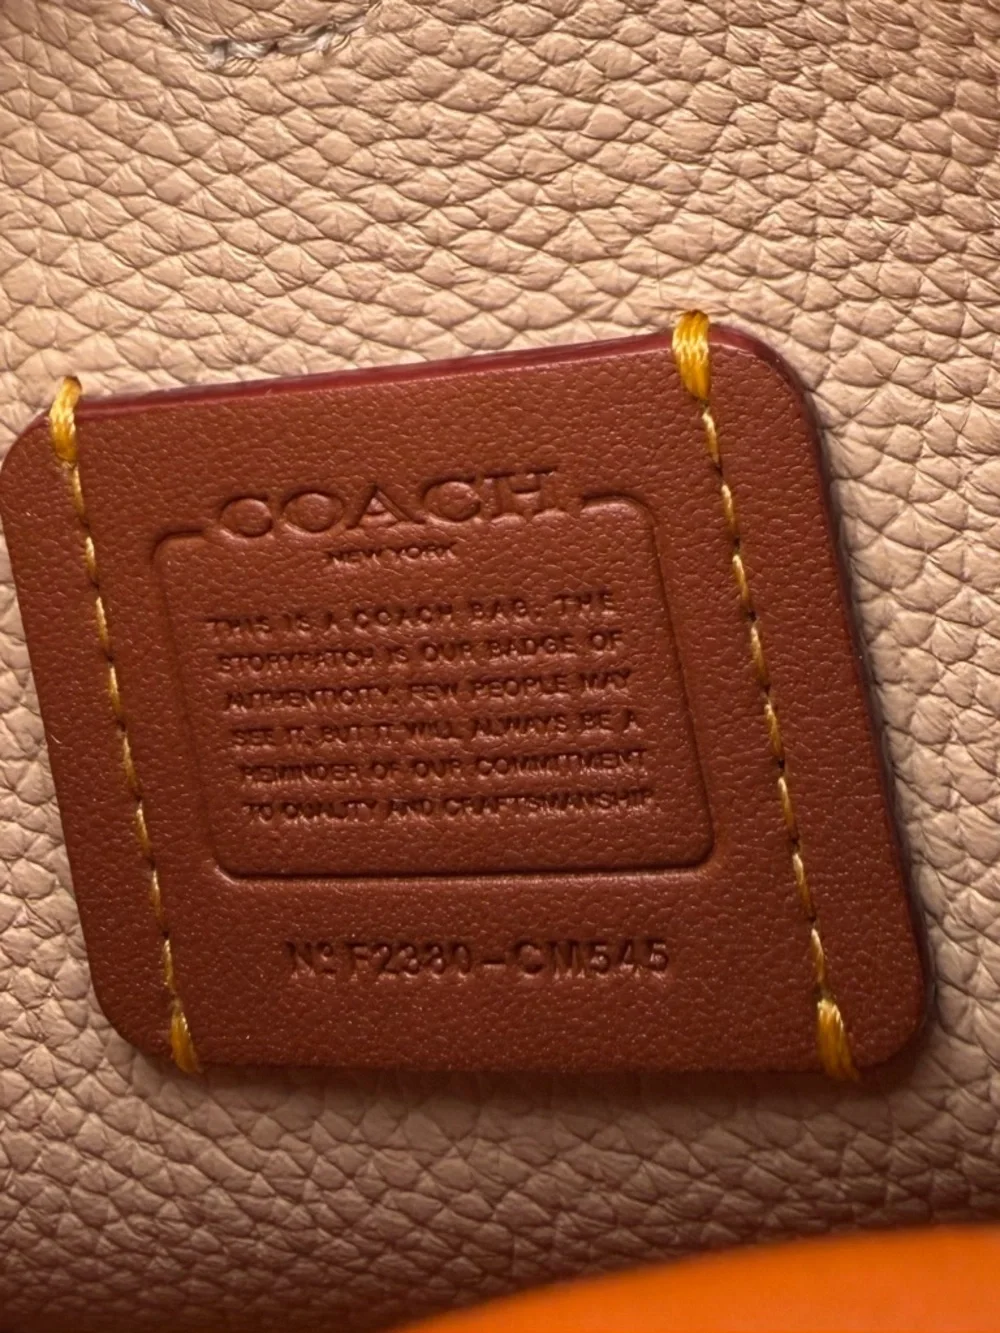 COACH
NEW YORK
THIS IS A COACH BAG. THE
STORYPATCH IS OUR BADGE OF
AUTHENTICITY. FEW PEOPLE MAY
SEE IT, BUT IT WILL ALWAYS BE A
REMINDER OF OUR COMMITMENT
TO QUALITY AND CRAFTSMANSHIP.
Nº F2380-CM545